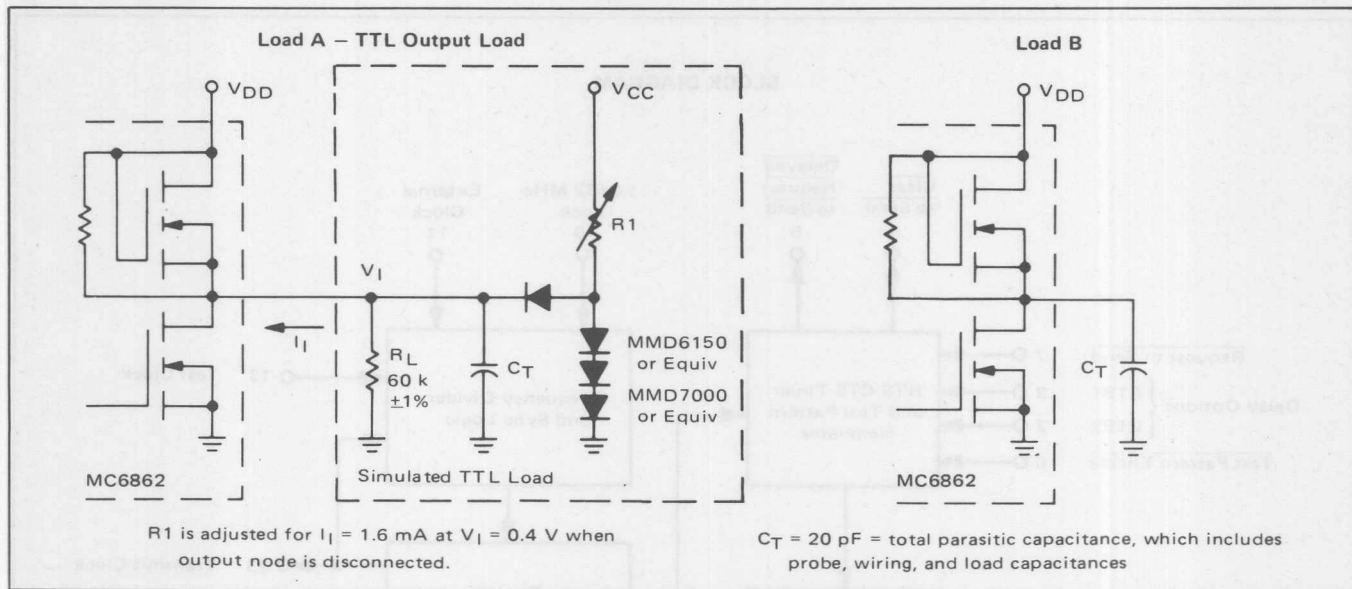 Load A – TTL Output Load
Load B
VDD
VCC
VDD
R1
VI
II
RL
60 k
±1%
CT
MMD6150
or Equiv
MMD7000
or Equiv
CT
MC6862
Simulated TTL Load
MC6862
R1 is adjusted for II = 1.6 mA at VI = 0.4 V when
output node is disconnected.
CT = 20 pF = total parasitic capacitance, which includes
probe, wiring, and load capacitances
BLOCK DIAGRAM